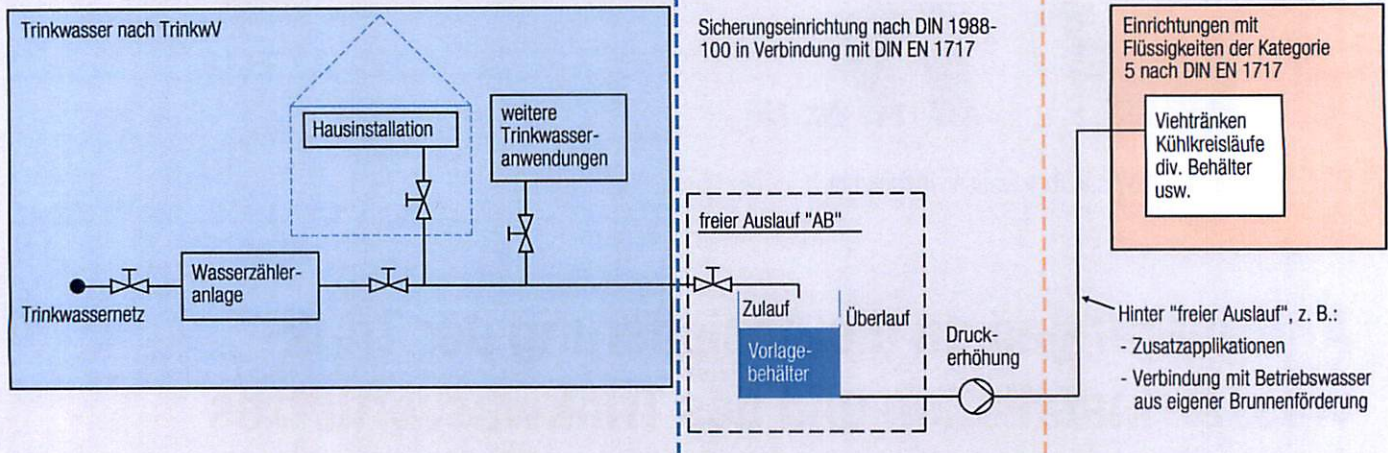 Trinkwasser nach TrinkwV
Hausinstallation
weitere
Trinkwasser-
anwendungen
Wasserzähler-
anlage
Trinkwassernetz
Sicherungseinrichtung nach DIN 1988-
100 in Verbindung mit DIN EN 1717
freier Auslauf "AB"
Zulauf
Überlauf
Vorlage-
behälter
Druck-
erhöhung
Einrichtungen mit
Flüssigkeiten der Kategorie
5 nach DIN EN 1717
Viehtränken
Kühlkreisläufe
div. Behälter
usw.
Hinter "freier Auslauf", z. B.:
- Zusatzapplikationen
- Verbindung mit Betriebswasser
aus eigener Brunnenförderung